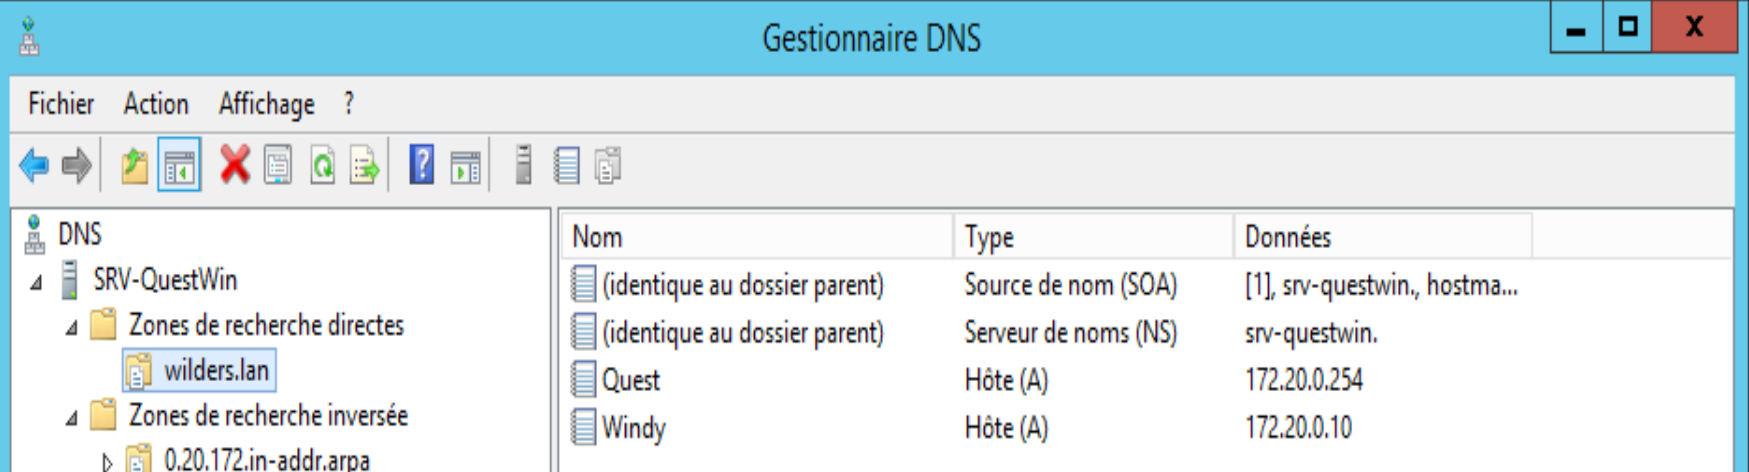 Gestionnaire DNS
X
Fichier Action Affichage ?
DNS
SRV-QuestWin
Zones de recherche directes
wilders.lan
Zones de recherche inversée
0.20.172.in-addr.arpa
Nom Type Données
(identique au dossier parent) Source de nom (SOA) [1], srv-questwin., hostma...
(identique au dossier parent) Serveur de noms (NS) srv-questwin.
Quest Hôte (A) 172.20.0.254
Windy Hôte (A) 172.20.0.10